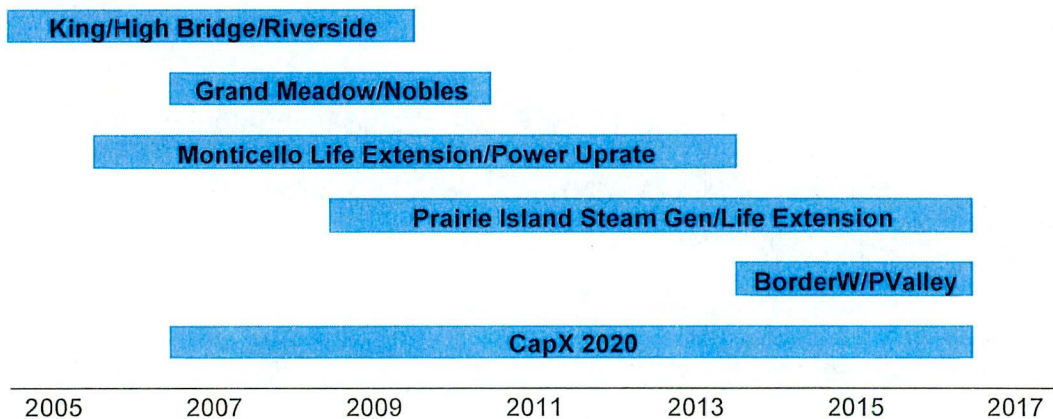 King/High Bridge/Riverside
Grand Meadow/Nobles
Monticello Life Extension/Power Uprate
Prairie Island Steam Gen/Life Extension
BorderW/PValley
CapX 2020
2005 2007 2009 2011 2013 2015 2017